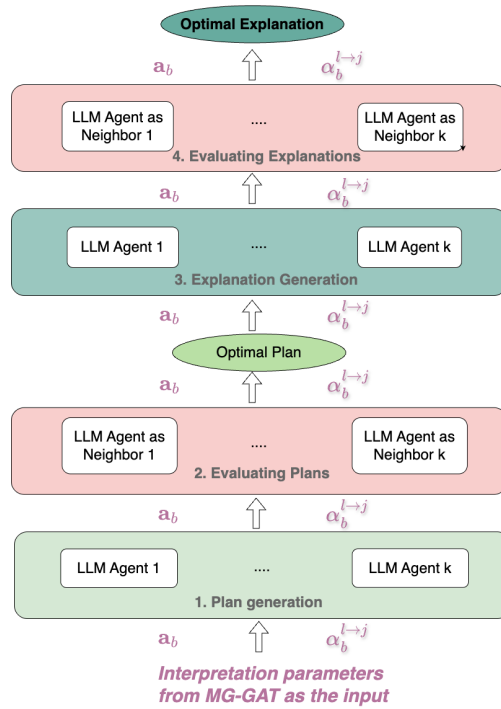 Optimal Explanation
a_b α_b^{l→j}
LLM Agent as
Neighbor 1
....
LLM Agent as
Neighbor k
4. Evaluating Explanations
a_b α_b^{l→j}
LLM Agent 1
....
LLM Agent k
3. Explanation Generation
a_b α_b^{l→j}
Optimal Plan
a_b α_b^{l→j}
LLM Agent as
Neighbor 1
....
LLM Agent as
Neighbor k
2. Evaluating Plans
a_b α_b^{l→j}
LLM Agent 1
....
LLM Agent k
1. Plan generation
a_b α_b^{l→j}
Interpretation parameters
from MG-GAT as the input